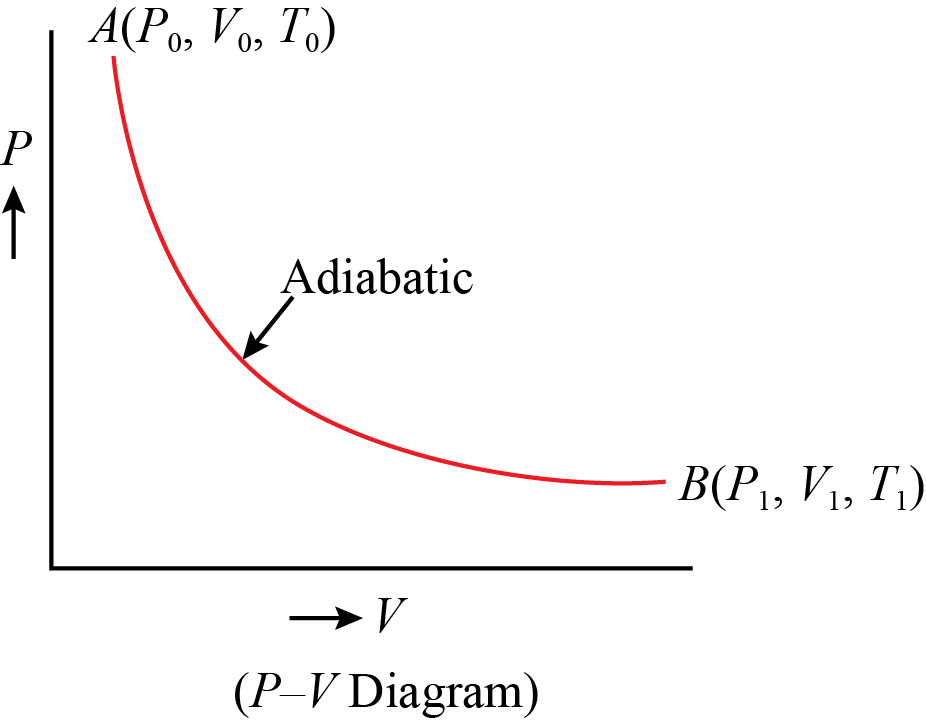 A(P₀, V₀, T₀)
P
Adiabatic
B(P₁, V₁, T₁)
V
(P–V Diagram)